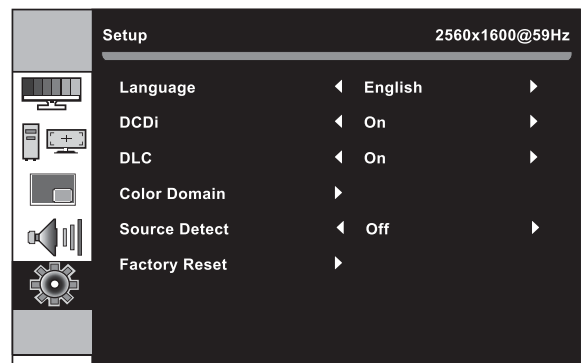 Setup 2560x1600@59Hz
Language English
DCDi On
DLC On
Color Domain
Source Detect Off
Factory Reset